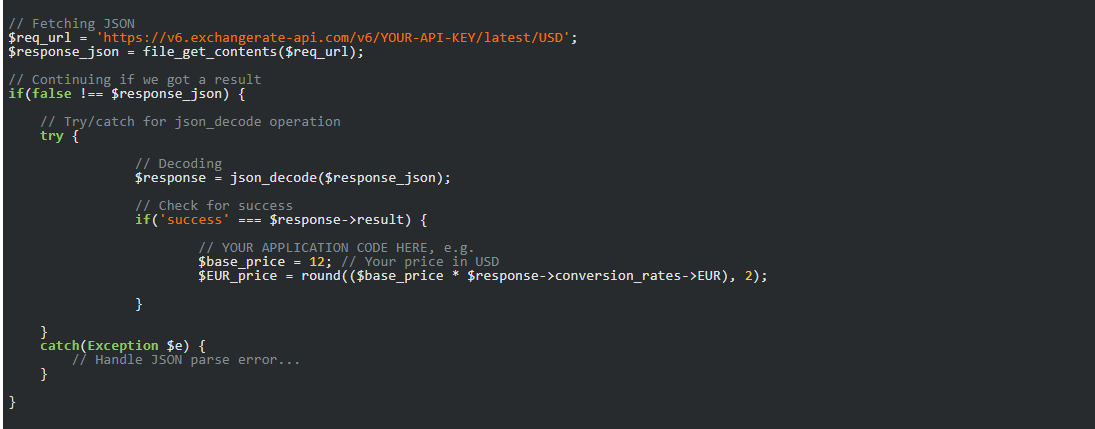 // Fetching JSON
$req_url = 'https://v6.exchangerate-api.com/v6/YOUR-API-KEY/latest/USD';
$response_json = file_get_contents($req_url);
// Continuing if we got a result
if(false !== $response_json) {
// Try/catch for json_decode operation
try {
// Decoding
$response = json_decode($response_json);
// Check for success
if('success' === $response->result) {
// YOUR APPLICATION CODE HERE, e.g.
$base_price = 12; // Your price in USD
$EUR_price = round(($base_price * $response->conversion_rates->EUR), 2);
}
}
catch(Exception $e) {
// Handle JSON parse error...
}
}